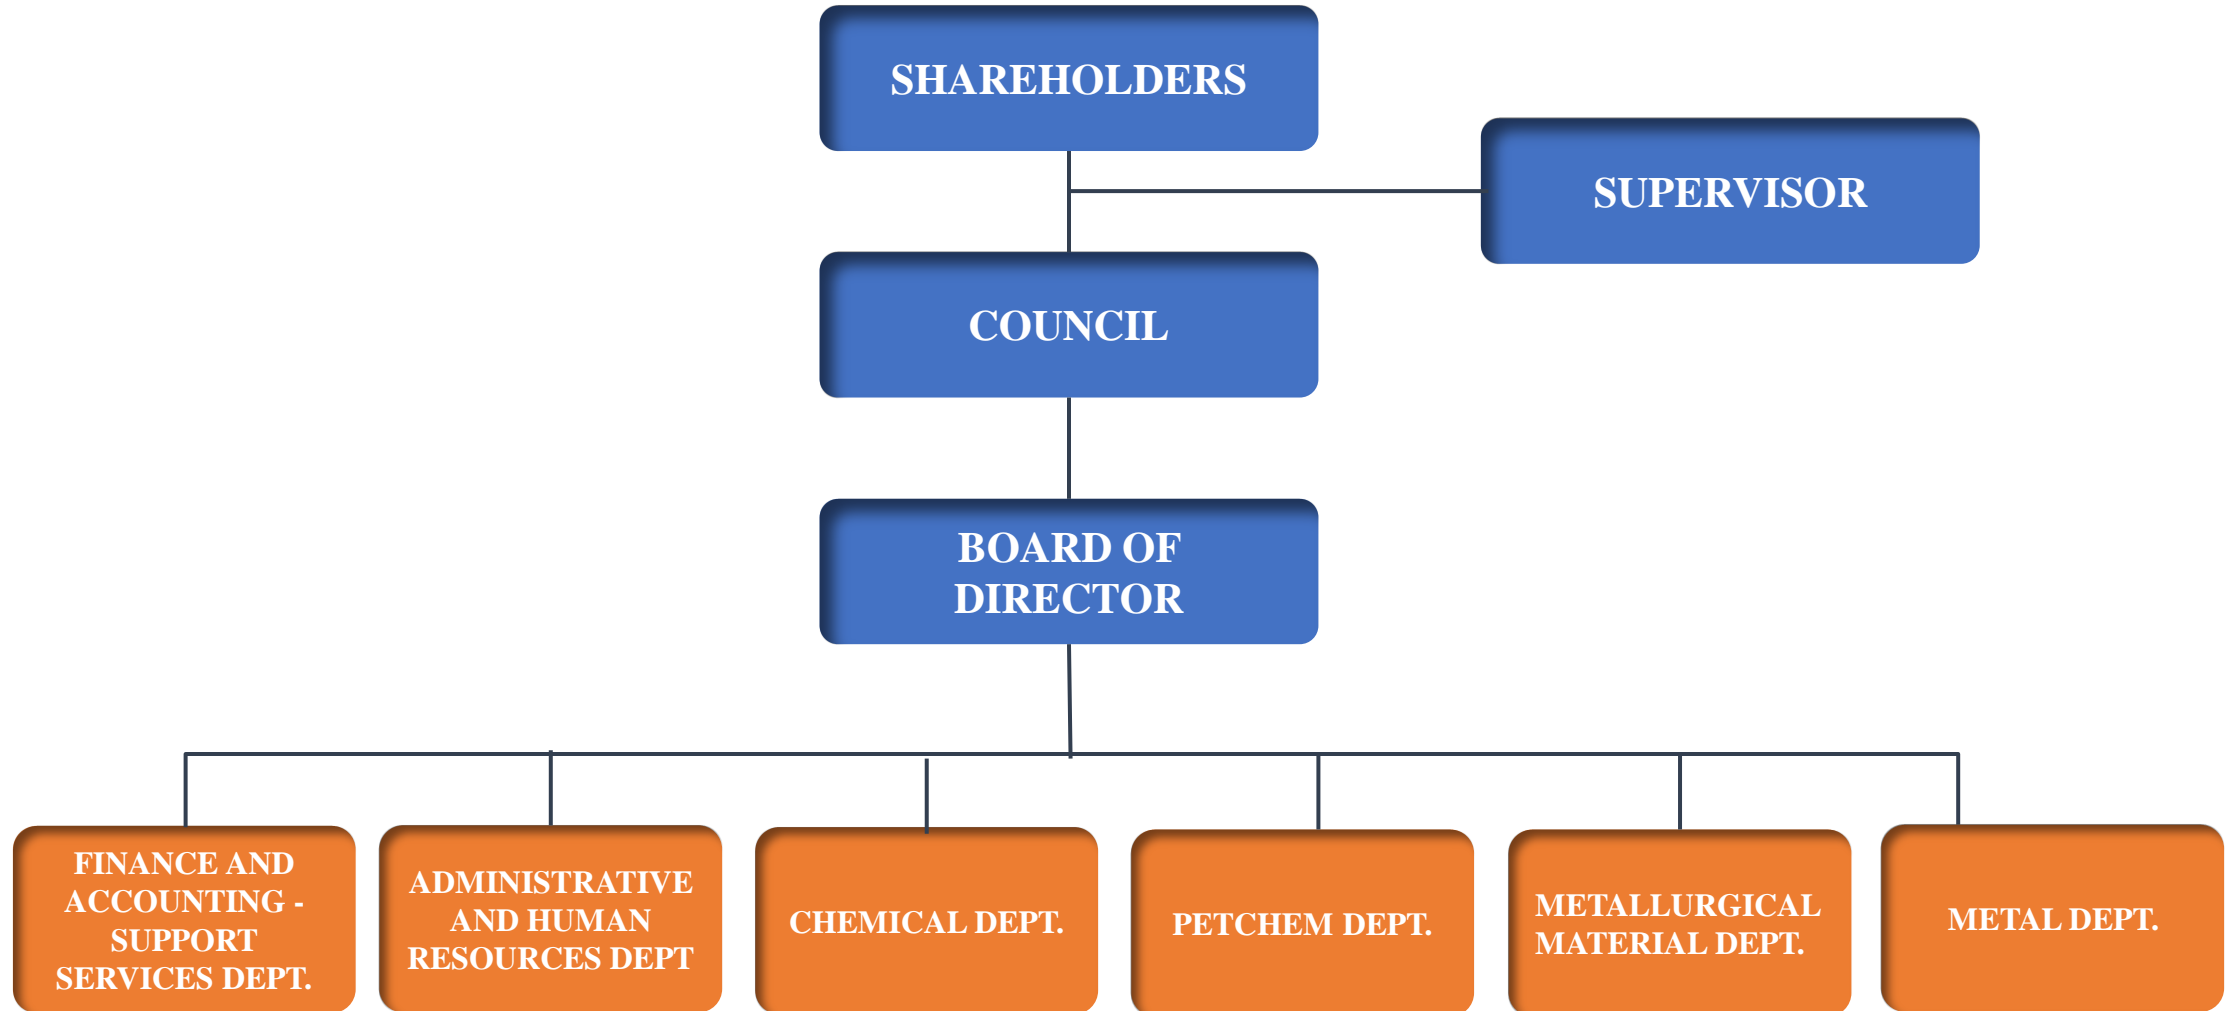 SHAREHOLDERS
SUPERVISOR
COUNCIL
BOARD OF
DIRECTOR
FINANCE AND
ACCOUNTING -
SUPPORT
SERVICES DEPT.
ADMINISTRATIVE
AND HUMAN
RESOURCES DEPT
CHEMICAL DEPT.
PETCHEM DEPT.
METALLURGICAL
MATERIAL DEPT.
METAL DEPT.